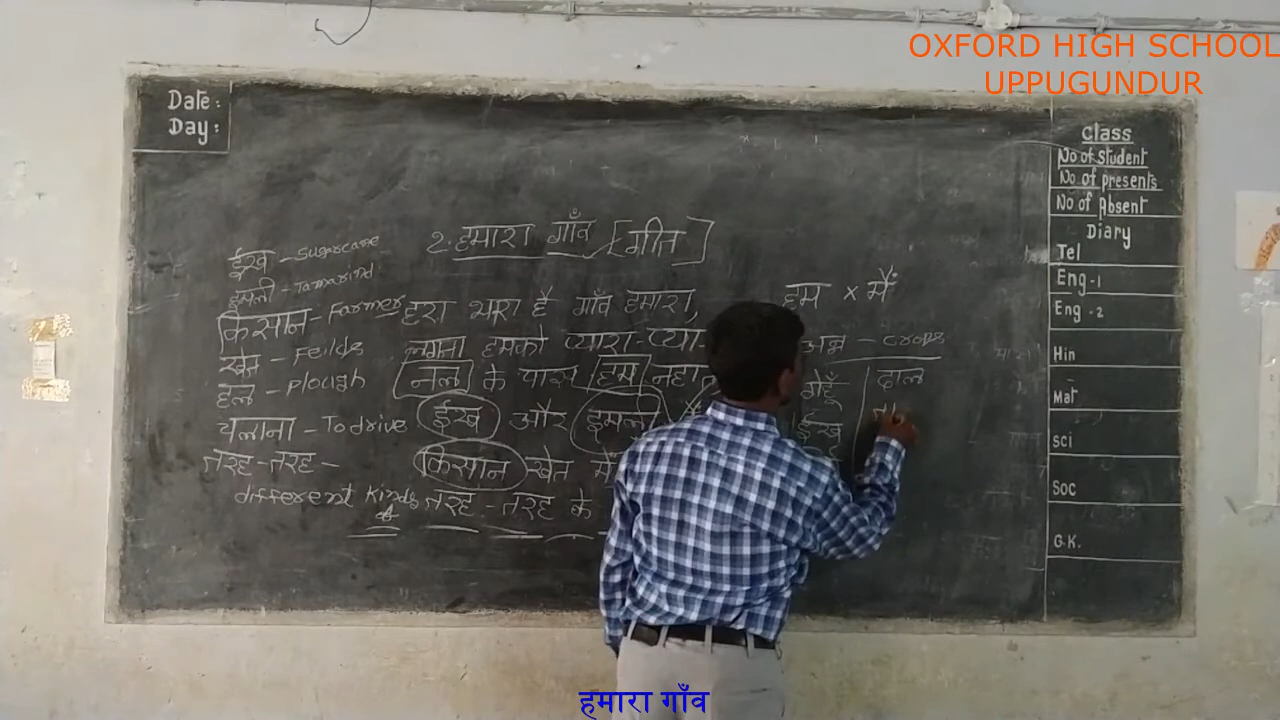 OXFORD HIGH SCHOOL
UPPUGUNDUR
Date:
Day:
2. हमारा गाँव [गीत]
ईख - Sugarcane
इमली - Tamarind
किसान - Farmer
खेत - Feilds
हल - plough
चलाना - To drive
तरह-तरह -
different kinds
of
हरा भरा है गाँव हमारा,
लगता हमको प्यारा-प्या
नल के पास हम नहा
ईख और इमली
किसान खेत में
तरह-तरह के
हम x मैं
अन्न - crops
गेहूँ दाल
ईख
Class
No of student
No of presents
No of Absent
Diary
Tel
Eng-1
Eng-2
Hin
Mat
Sci
Soc
G.K.
हमारा गाँव